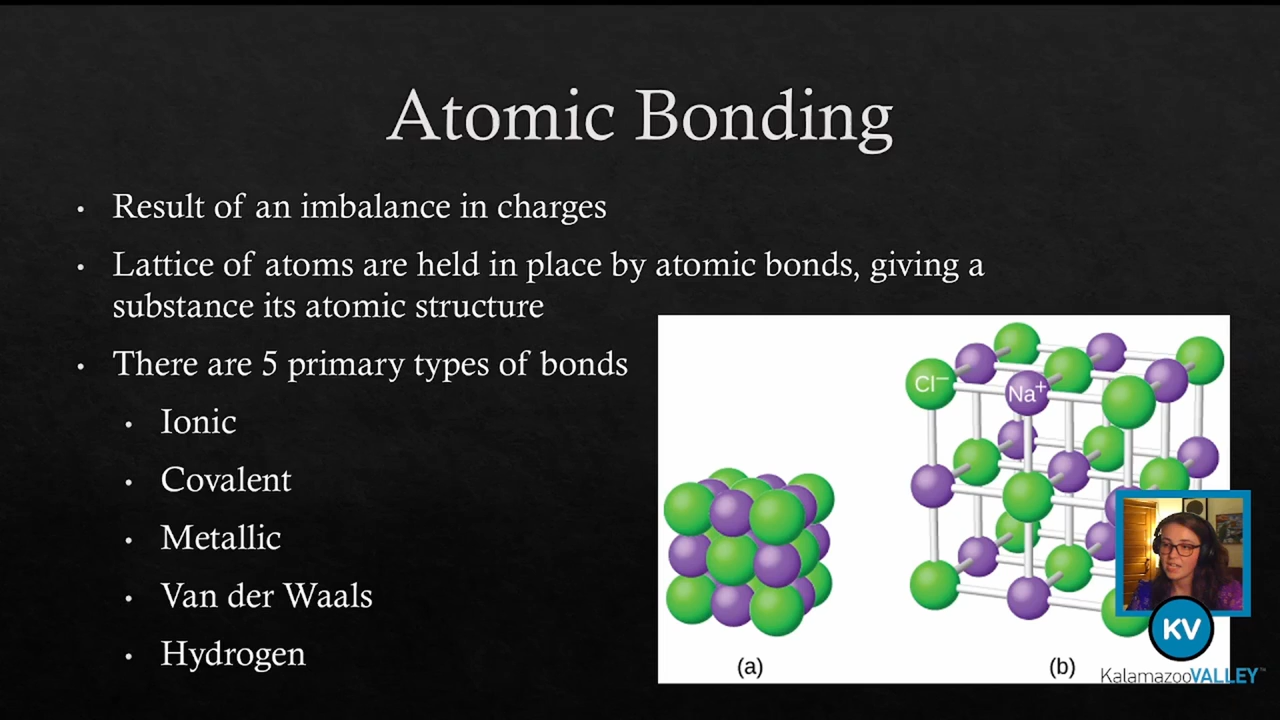 Atomic Bonding
• Result of an imbalance in charges
• Lattice of atoms are held in place by atomic bonds, giving a
substance its atomic structure
• There are 5 primary types of bonds
• Ionic
• Covalent
• Metallic
• Van der Waals
• Hydrogen
Cl⁻
Na⁺
(a)
(b)
KV
KalamazooVALLEY™